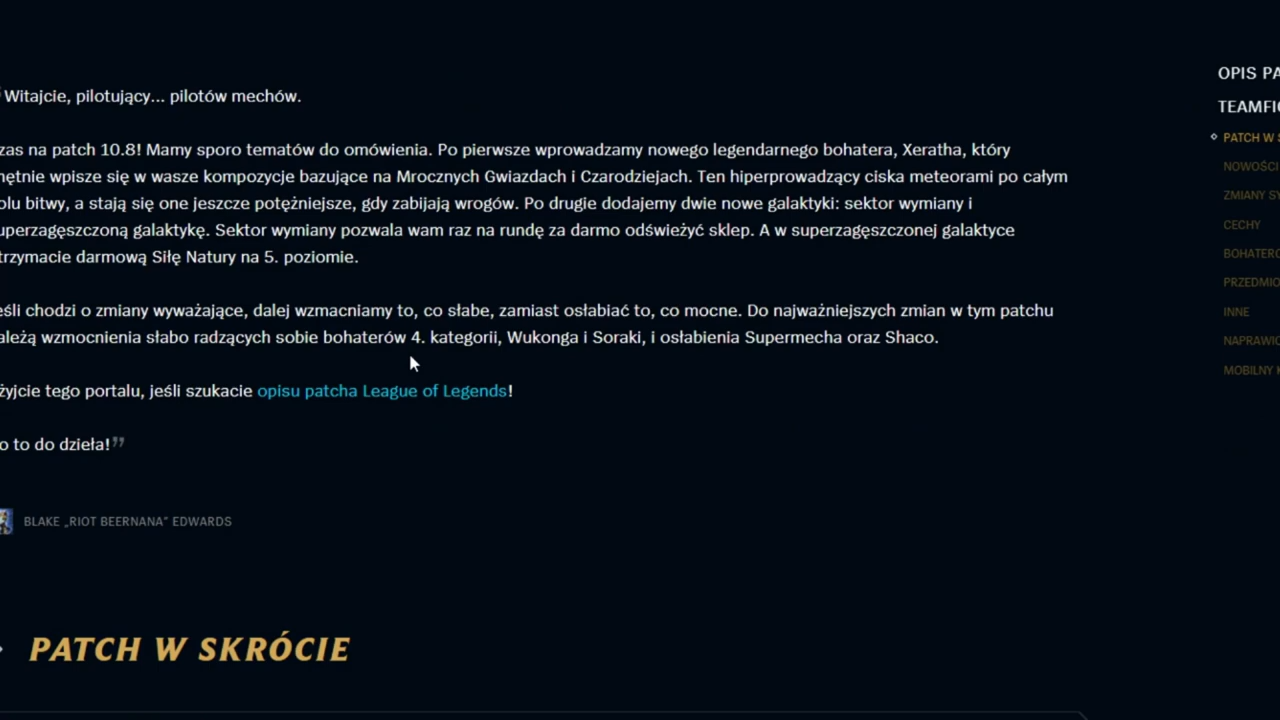 Witajcie, pilotujący... pilotów mechów.
zas na patch 10.8! Mamy sporo tematów do omówienia. Po pierwsze wprowadzamy nowego legendarnego bohatera, Xeratha, który
hętnie wpisze się w wasze kompozycje bazujące na Mrocznych Gwiazdach i Czarodziejach. Ten hiperprowadzący ciska meteorami po całym
olu bitwy, a stają się one jeszcze potężniejsze, gdy zabijają wrogów. Po drugie dodajemy dwie nowe galaktyki: sektor wymiany i
uperzagęszczoną galaktykę. Sektor wymiany pozwala wam raz na rundę za darmo odświeżyć sklep. A w superzagęszczonej galaktyce
trzymacie darmową Siłę Natury na 5. poziomie.
eśli chodzi o zmiany wyważające, dalej wzmacniamy to, co słabe, zamiast osłabiać to, co mocne. Do najważniejszych zmian w tym patchu
ależą wzmocnienia słabo radzących sobie bohaterów 4. kategorii, Wukonga i Soraki, i osłabienia Supermecha oraz Shaco.
żyjcie tego portalu, jeśli szukacie opisu patcha League of Legends!
o to do dzieła!”
BLAKE „RIOT BEERNANA” EDWARDS
PATCH W SKRÓCIE
OPIS PA
TEAMFIG
PATCH W S
NOWOŚCI
ZMIANY SY
CECHY
BOHATERO
PRZEDMIO
INNE
NAPRAWIO
MOBILNY K